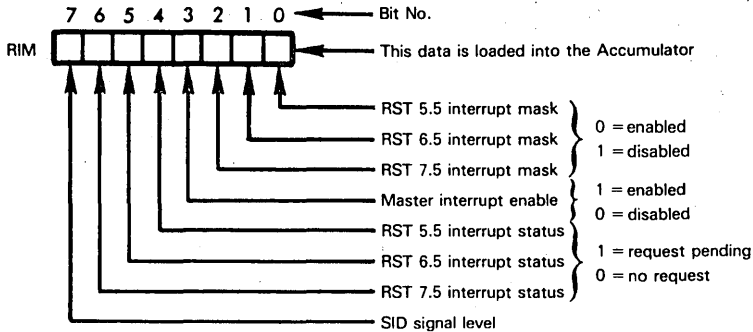 7 6 5 4 3 2 1 0 Bit No.
RIM This data is loaded into the Accumulator
RST 5.5 interrupt mask
RST 6.5 interrupt mask
RST 7.5 interrupt mask
0 = enabled
1 = disabled
Master interrupt enable
1 = enabled
0 = disabled
RST 5.5 interrupt status
RST 6.5 interrupt status
RST 7.5 interrupt status
1 = request pending
0 = no request
SID signal level